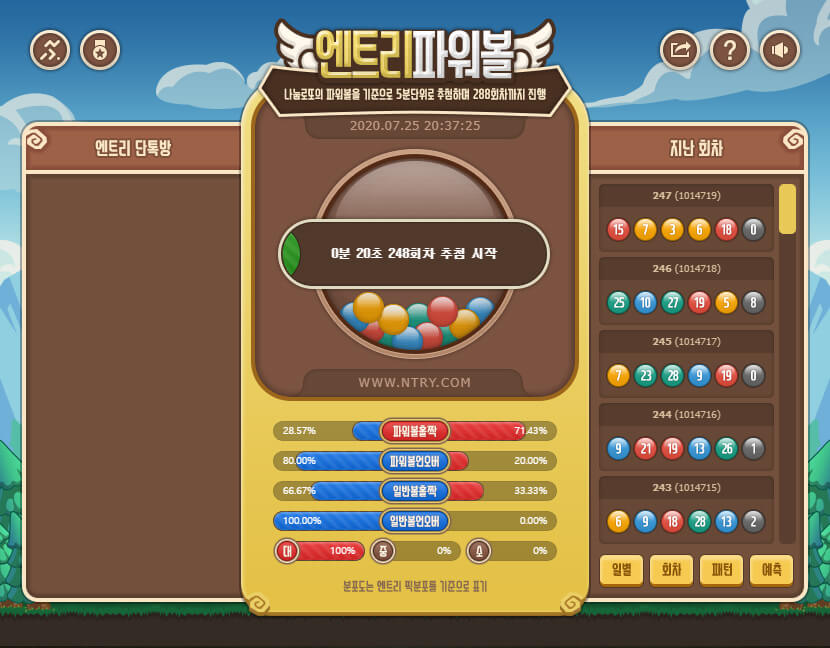 엔트리파워볼
나눔로또의 파워볼을 기준으로 5분단위로 추첨하며 288회차까지 진행
2020.07.25 20:37:25
엔트리 단톡방
0분 20초 248회차 추첨 시작
WWW.NTRY.COM
28.57% 파워볼홀짝 71.43%
80.00% 파워볼언오버 20.00%
66.67% 일반볼홀짝 33.33%
100.00% 일반볼언오버 0.00%
대 100% 중 0% 소 0%
분포도는 엔트리 픽분포를 기준으로 표기
지난 회차
247 (1014719)
15 7 3 6 18 0
246 (1014718)
25 10 27 19 5 8
245 (1014717)
7 23 28 9 19 0
244 (1014716)
9 21 19 13 26 1
243 (1014715)
6 9 18 28 13 2
일별 회차 패턴 예측